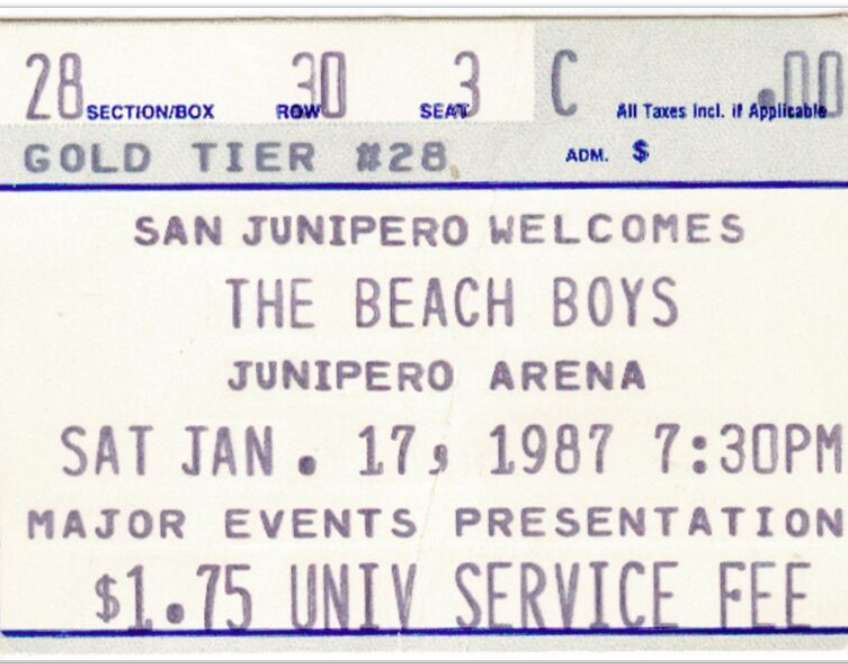 28 SECTION/BOX 30 ROW 3 SEAT C .00 All Taxes Incl. if Applicable
GOLD TIER #28 ADM. $
SAN JUNIPERO WELCOMES
THE BEACH BOYS
JUNIPERO ARENA
SAT JAN. 17, 1987 7:30PM
MAJOR EVENTS PRESENTATION
$1.75 UNIV SERVICE FEE